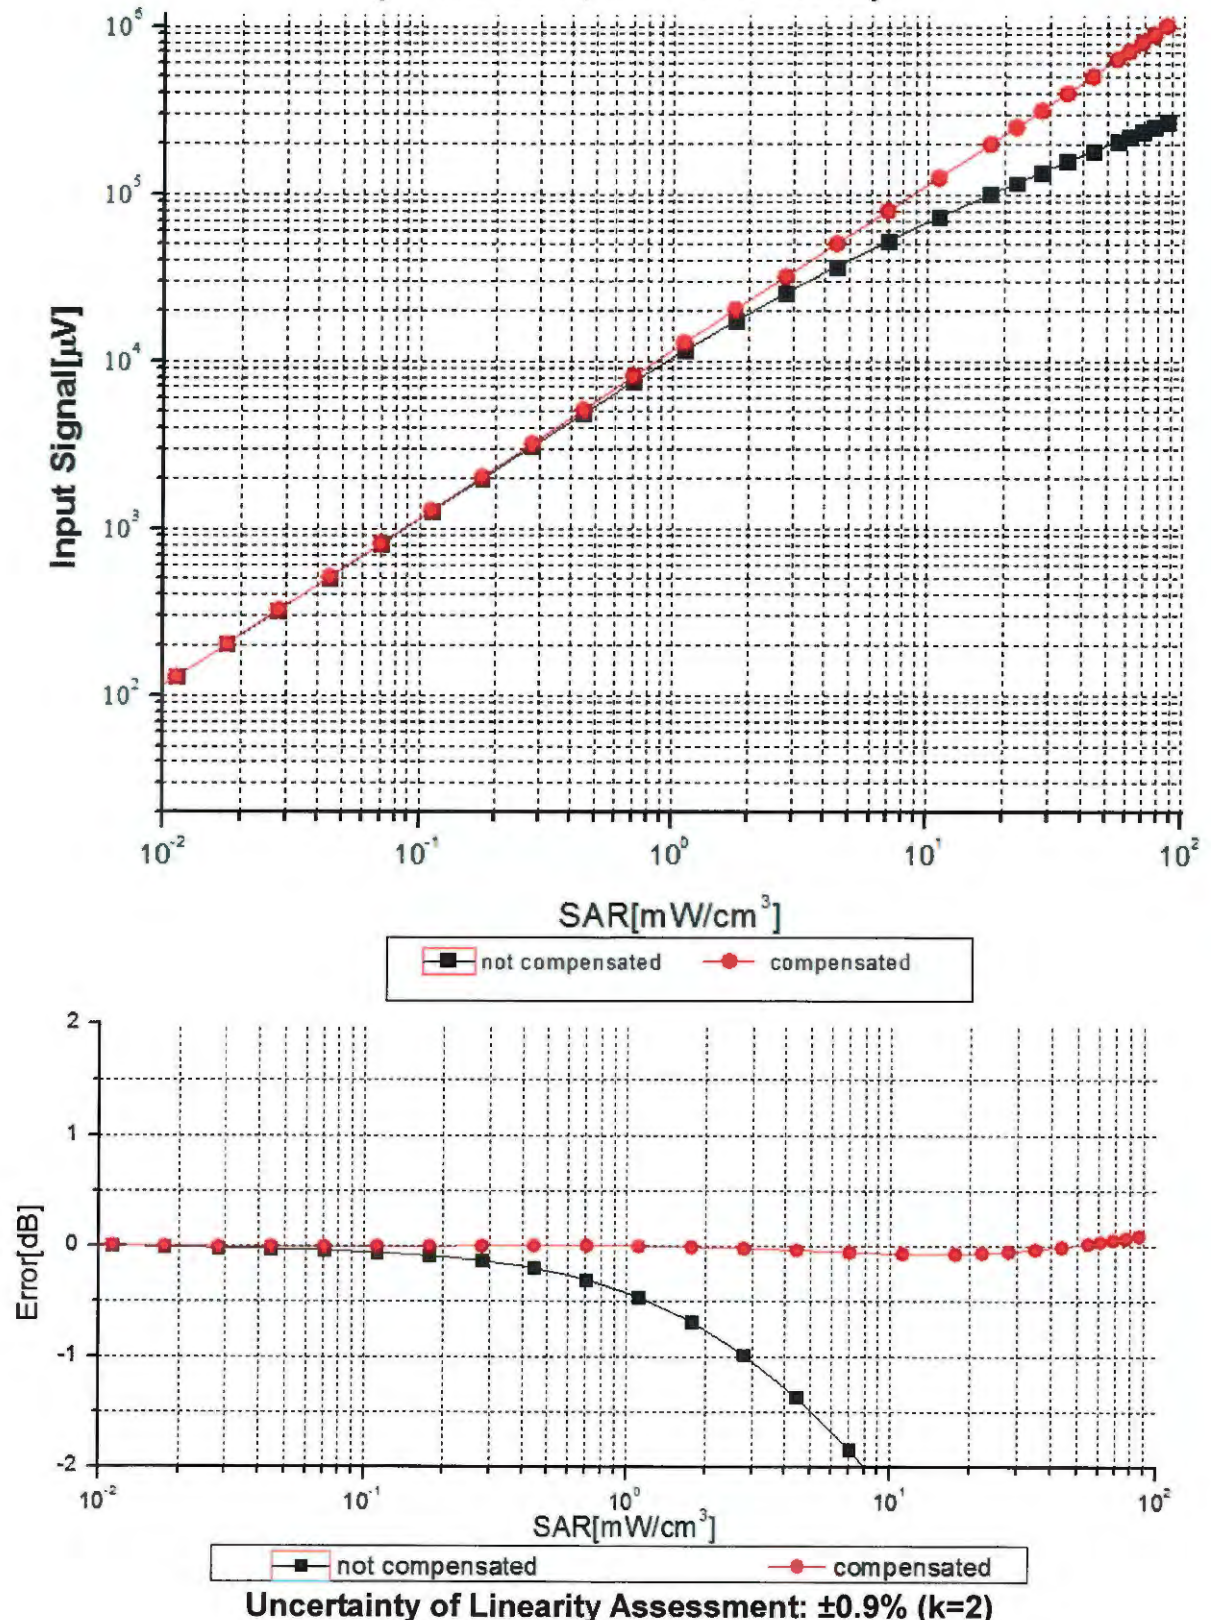 10⁶
10⁵
10⁴
10³
10²
Input Signal[µV]
10⁻² 10⁻¹ 10⁰ 10¹ 10²
SAR[mW/cm³]
not compensated compensated
2
1
0
-1
-2
Error[dB]
10⁻² 10⁻¹ 10⁰ 10¹ 10²
SAR[mW/cm³]
not compensated compensated
Uncertainty of Linearity Assessment: ±0.9% (k=2)